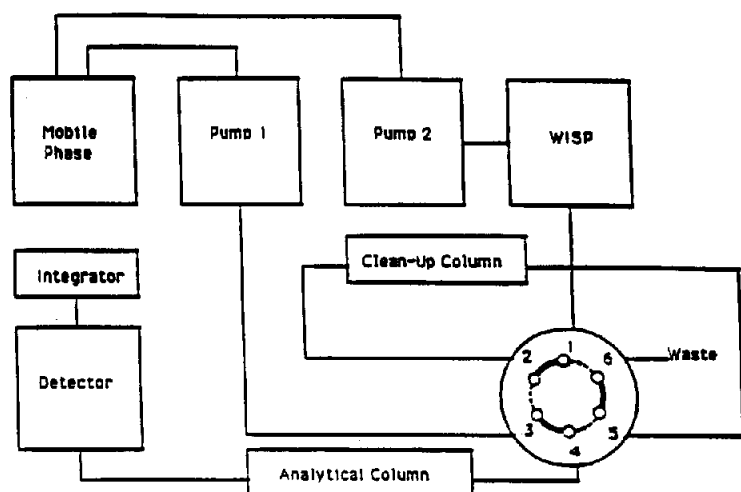 Mobile
Phase
Pump 1
Pump 2
WISP
Integrator
Clean-Up Column
Detector
1
2
6
Waste
3
5
4
Analytical Column